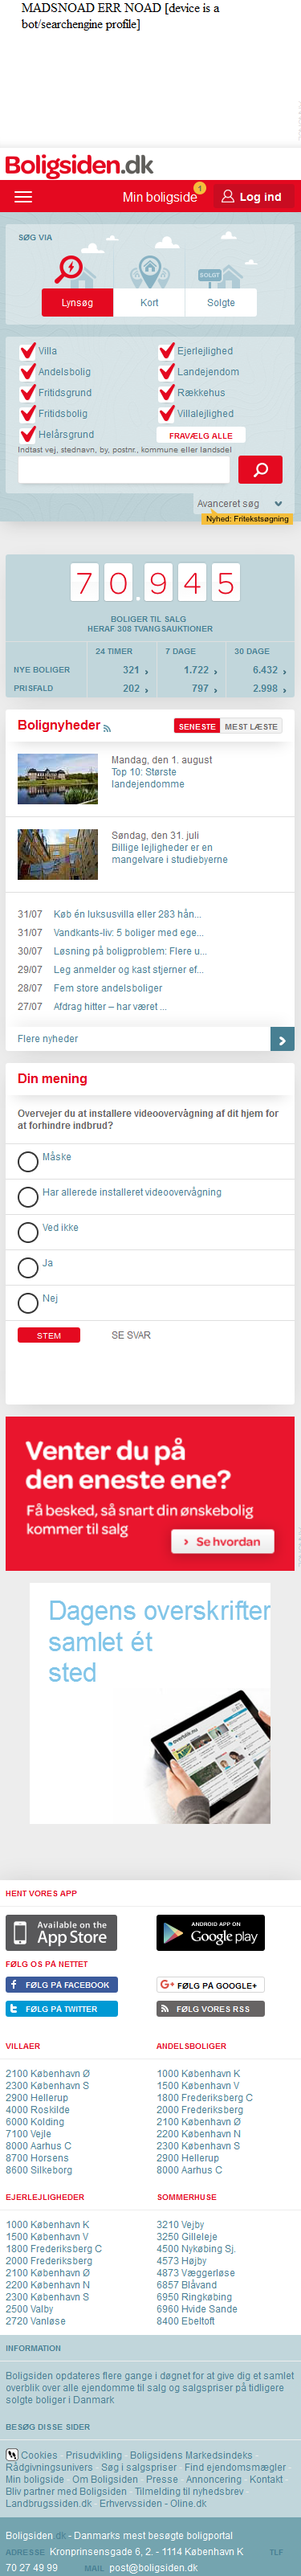 MADSNOAD ERR NOAD [device is a
bot/searchengine profile]
Boligsiden.dk
Min boligside 1 Log ind
SØG VIA
SOLGT
Lynsøg Kort Solgte
Villa Ejerlejlighed
Andelsbolig Landejendom
Fritidsgrund Rækkehus
Fritidsbolig Villalejlighed
Helårsgrund FRAVÆLG ALLE
Indtast vej, stednavn, by, postnr., kommune eller landsdel
Avanceret søg
Nyhed: Fritekstsøgning
70.945
BOLIGER TIL SALG
HERAF 308 TVANGSAUKTIONER
24 TIMER 7 DAGE 30 DAGE
NYE BOLIGER 321 › 1.722 › 6.432 ›
PRISFALD 202 › 797 › 2.998 ›
Bolignyheder SENESTE MEST LÆSTE
Mandag, den 1. august
Top 10: Største
landejendomme
Søndag, den 31. juli
Billige lejligheder er en
mangelvare i studiebyerne
31/07 Køb én luksusvilla eller 283 hån...
31/07 Vandkants-liv: 5 boliger med ege...
30/07 Løsning på boligproblem: Flere u...
29/07 Leg anmelder og kast stjerner ef...
28/07 Fem store andelsboliger
27/07 Afdrag hitter – har været ...
Flere nyheder
Din mening
Overvejer du at installere videoovervågning af dit hjem for
at forhindre indbrud?
Måske
Har allerede installeret videoovervågning
Ved ikke
Ja
Nej
STEM SE SVAR
Venter du på
den eneste ene?
Få besked, så snart din ønskebolig
kommer til salg
› Se hvordan
Dagens overskrifter
samlet ét
sted
HENT VORES APP
Available on the
App Store
ANDROID APP ON
Google play
FØLG OS PÅ NETTET
FØLG PÅ FACEBOOK FØLG PÅ GOOGLE+
FØLG PÅ TWITTER FØLG VORES RSS
VILLAER ANDELSBOLIGER
2100 København Ø 1000 København K
2300 København S 1500 København V
2900 Hellerup 1800 Frederiksberg C
4000 Roskilde 2000 Frederiksberg
6000 Kolding 2100 København Ø
7100 Vejle 2200 København N
8000 Aarhus C 2300 København S
8700 Horsens 2900 Hellerup
8600 Silkeborg 8000 Aarhus C
EJERLEJLIGHEDER SOMMERHUSE
1000 København K 3210 Vejby
1500 København V 3250 Gilleleje
1800 Frederiksberg C 4500 Nykøbing Sj.
2000 Frederiksberg 4573 Højby
2100 København Ø 4873 Væggerløse
2200 København N 6857 Blåvand
2300 København S 6950 Ringkøbing
2500 Valby 6960 Hvide Sande
2720 Vanløse 8400 Ebeltoft
INFORMATION
Boligsiden opdateres flere gange i døgnet for at give dig et samlet
overblik over alle ejendomme til salg og salgspriser på tidligere
solgte boliger i Danmark
BESØG DISSE SIDER
Cookies Prisudvikling Boligsidens Markedsindeks
Rådgivningsunivers Søg i salgspriser Find ejendomsmægler
Min boligside Om Boligsiden Presse Annoncering Kontakt
Bliv partner med Boligsiden Tilmelding til nyhedsbrev
Landbrugssiden.dk Erhvervssiden - Oline.dk
Boligsiden.dk - Danmarks mest besøgte boligportal
ADRESSE Kronprinsensgade 6, 2. - 1114 København K TLF
70 27 49 99 MAIL post@boligsiden.dk